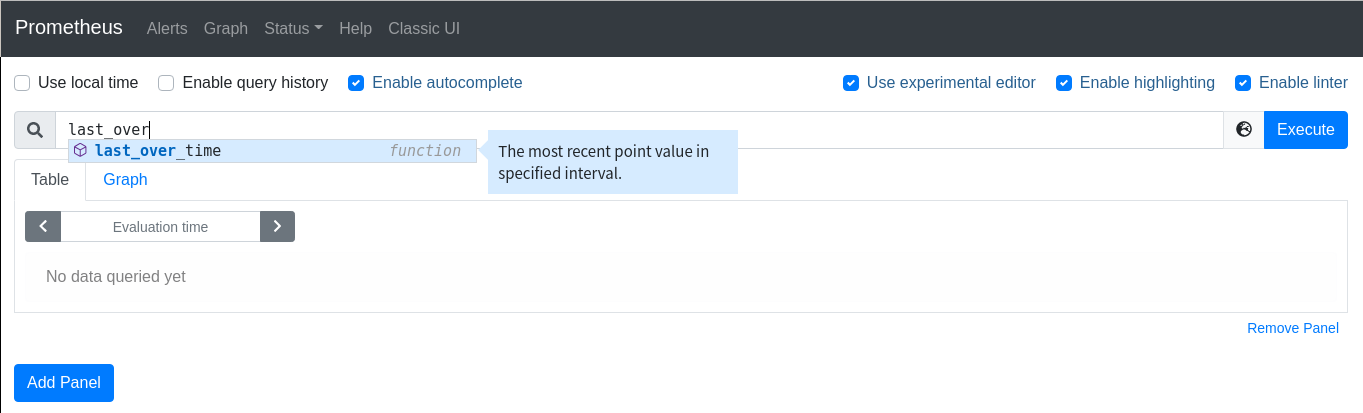 Prometheus Alerts Graph Status Help Classic UI
Use local time Enable query history Enable autocomplete Use experimental editor Enable highlighting Enable linter
last_over Execute
last_over_time function
The most recent point value in
specified interval.
Table Graph
Evaluation time
No data queried yet
Remove Panel
Add Panel